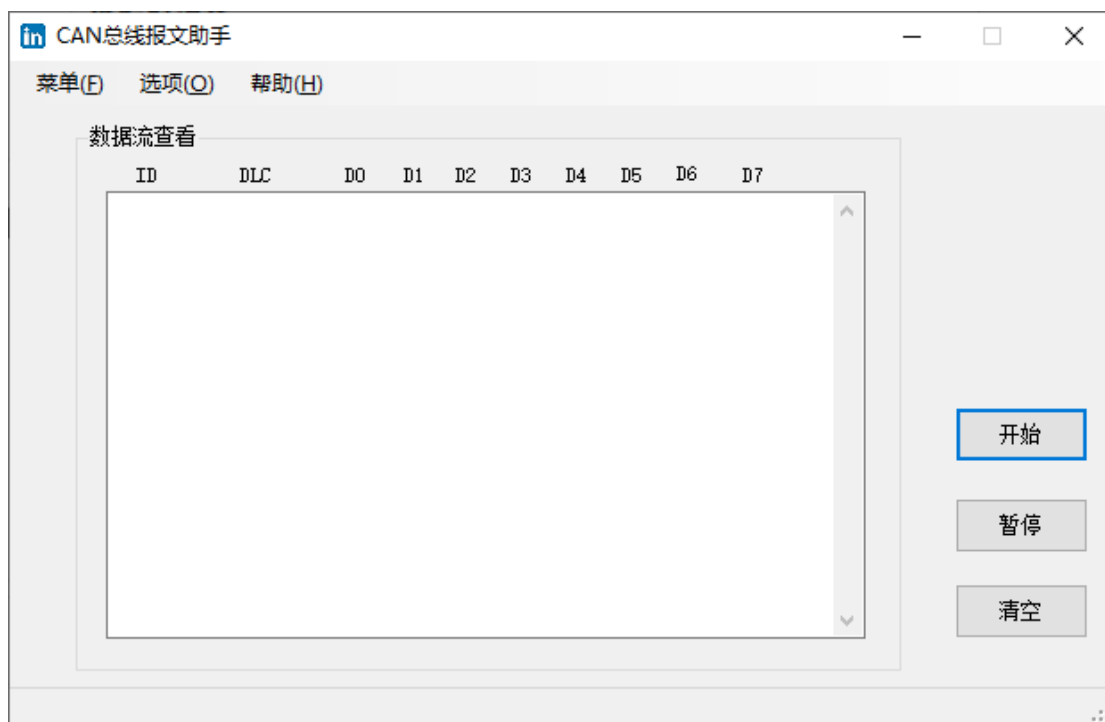 in CAN总线报文助手
菜单(F) 选项(O) 帮助(H)
数据流查看
ID DLC D0 D1 D2 D3 D4 D5 D6 D7
开始
暂停
清空